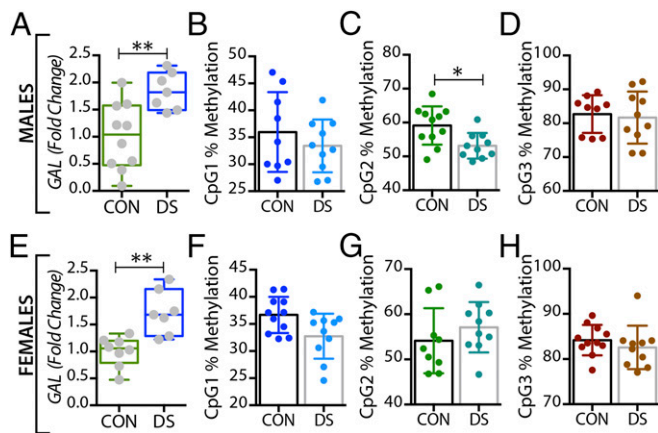 A
B
C
D
MALES
GAL (Fold Change)
2.5
2.0
1.5
1.0
0.5
0.0
**
CON DS
CpG1 % Methylation
50
45
40
35
30
25
CON DS
CpG2 % Methylation
80
70
60
50
40
*
CON DS
CpG3 % Methylation
100
90
80
70
60
CON DS
E
F
G
H
FEMALES
GAL (Fold Change)
2.5
2.0
1.5
1.0
0.5
0.0
**
CON DS
CpG1 % Methylation
45
40
35
30
25
20
CON DS
CpG2 % Methylation
70
60
50
40
CON DS
CpG3 % Methylation
100
90
80
70
CON DS